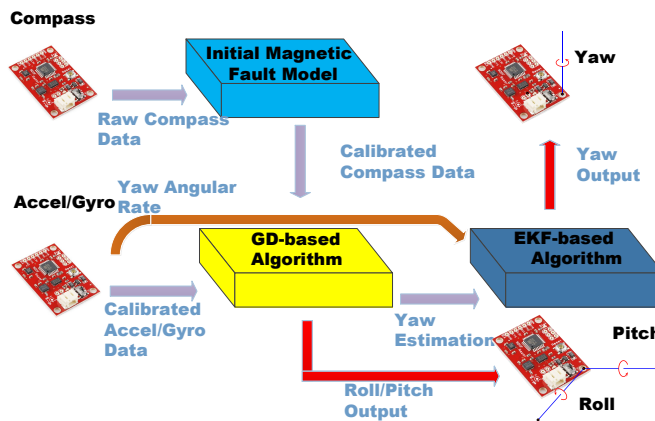 Compass
Initial Magnetic
Fault Model
Yaw
Raw Compass
Data
Calibrated
Compass Data
Yaw
Output
Accel/Gyro
Yaw Angular
Rate
GD-based
Algorithm
EKF-based
Algorithm
Calibrated
Accel/Gyro
Data
Yaw
Estimation
Pitch
Roll/Pitch
Output
Roll